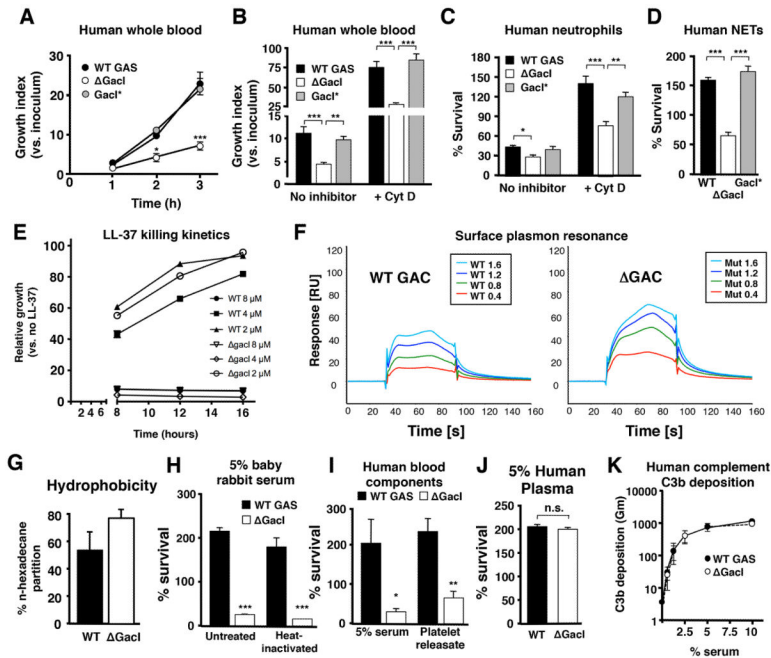 A
Human whole blood
Growth index
(vs. inoculum)
30
20
10
0
WT GAS
ΔGacI
GacI*
*
***
0
1
2
3
Time (h)
B
Human whole blood
Growth index
(vs. inoculum)
100
75
50
25
15
10
5
0
WT GAS
ΔGacI
GacI*
***
**
***
***
No inhibitor
+ Cyt D
C
Human neutrophils
% Survival
180
150
120
90
60
30
0
WT GAS
ΔGacI
GacI*
*
***
**
No inhibitor
+ Cyt D
D
Human NETs
% Survival
200
150
100
50
0
***
***
WT
GacI*
ΔGacI
E
LL-37 killing kinetics
Relative growth
(vs. no LL-37)
100
80
60
40
20
0
2 4 6
8
12
16
Time (hours)
WT 8 µM
WT 4 µM
WT 2 µM
ΔgacI 8 µM
ΔgacI 4 µM
ΔgacI 2 µM
F
Surface plasmon resonance
Response [RU]
120
100
80
60
40
20
0
WT GAC
WT 1.6
WT 1.2
WT 0.8
WT 0.4
0 20 40 60 80 100 120 140 160
Time [s]
120
100
80
60
40
20
0
ΔGAC
Mut 1.6
Mut 1.2
Mut 0.8
Mut 0.4
0 20 40 60 80 100 120 140 160
Time [s]
G
Hydrophobicity
% n-hexadecane
partition
80
60
40
20
0
WT ΔGacI
H
5% baby
rabbit serum
% survival
300
200
100
0
WT GAS
ΔGacI
***
***
Untreated
Heat-
inactivated
I
Human blood
components
WT GAS
ΔGacI
% survival
300
200
100
0
*
**
5% serum
Platelet
releasate
J
5% Human
Plasma
% survival
250
200
150
100
50
0
n.s.
WT ΔGacI
K
Human complement
C3b deposition
C3b deposition (Gm)
10000
1000
100
10
1
WT GAS
ΔGacI
2.5
5
10
% serum